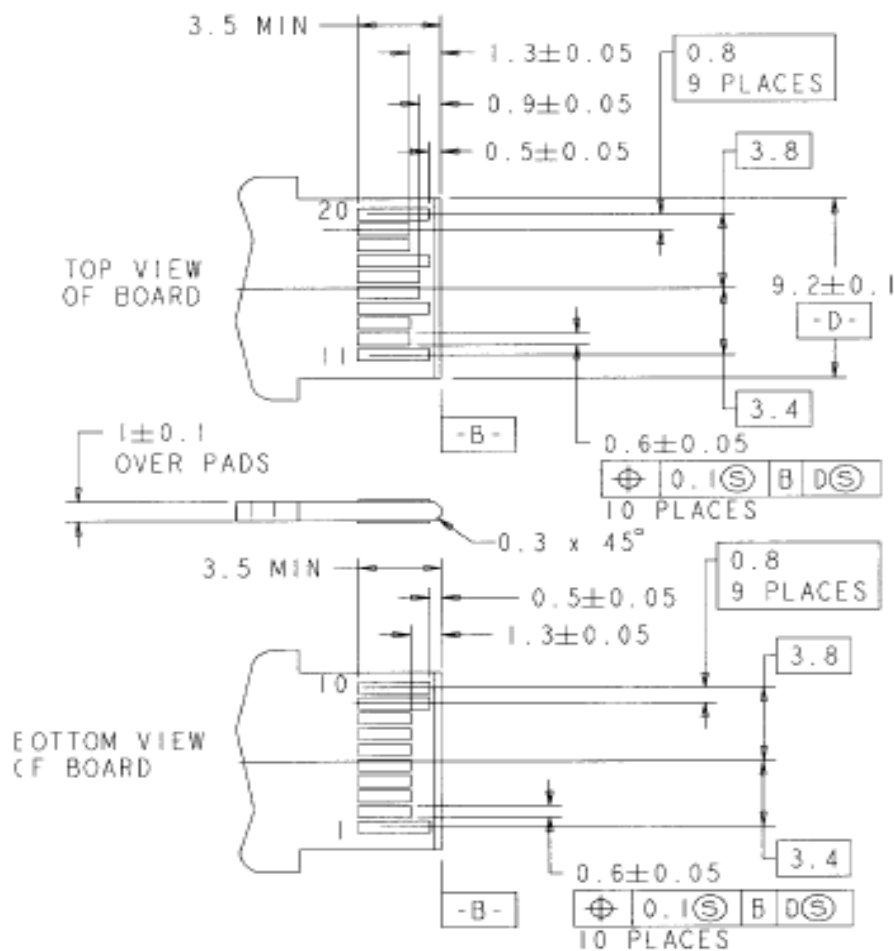 3.5 MIN
1.3±0.05
0.8
9 PLACES
0.9±0.05
0.5±0.05
3.8
20
TOP VIEW
OF BOARD
9.2±0.1
-D-
11
3.4
-B-
1±0.1
OVER PADS
0.6±0.05
⌖ 0.1Ⓢ B DⓈ
10 PLACES
0.3 x 45°
3.5 MIN
0.8
9 PLACES
0.5±0.05
1.3±0.05
3.8
10
BOTTOM VIEW
OF BOARD
1
3.4
0.6±0.05
-B-
⌖ 0.1Ⓢ B DⓈ
10 PLACES